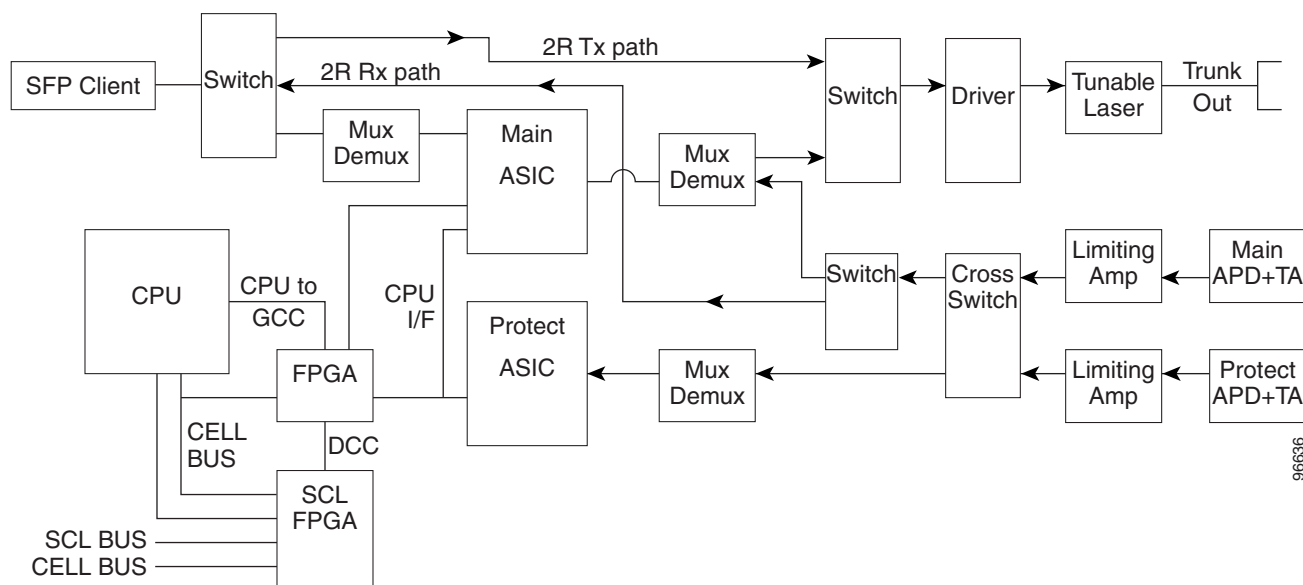 2R Tx path
SFP Client
Switch
2R Rx path
Switch
Driver
Tunable
Laser
Trunk
Out
Mux
Demux
Main
ASIC
Mux
Demux
CPU
CPU to
GCC
CPU
I/F
Switch
Cross
Switch
Limiting
Amp
Main
APD+TA
Protect
ASIC
FPGA
Mux
Demux
Limiting
Amp
Protect
APD+TA
CELL
BUS
DCC
SCL
FPGA
SCL BUS
CELL BUS
96636